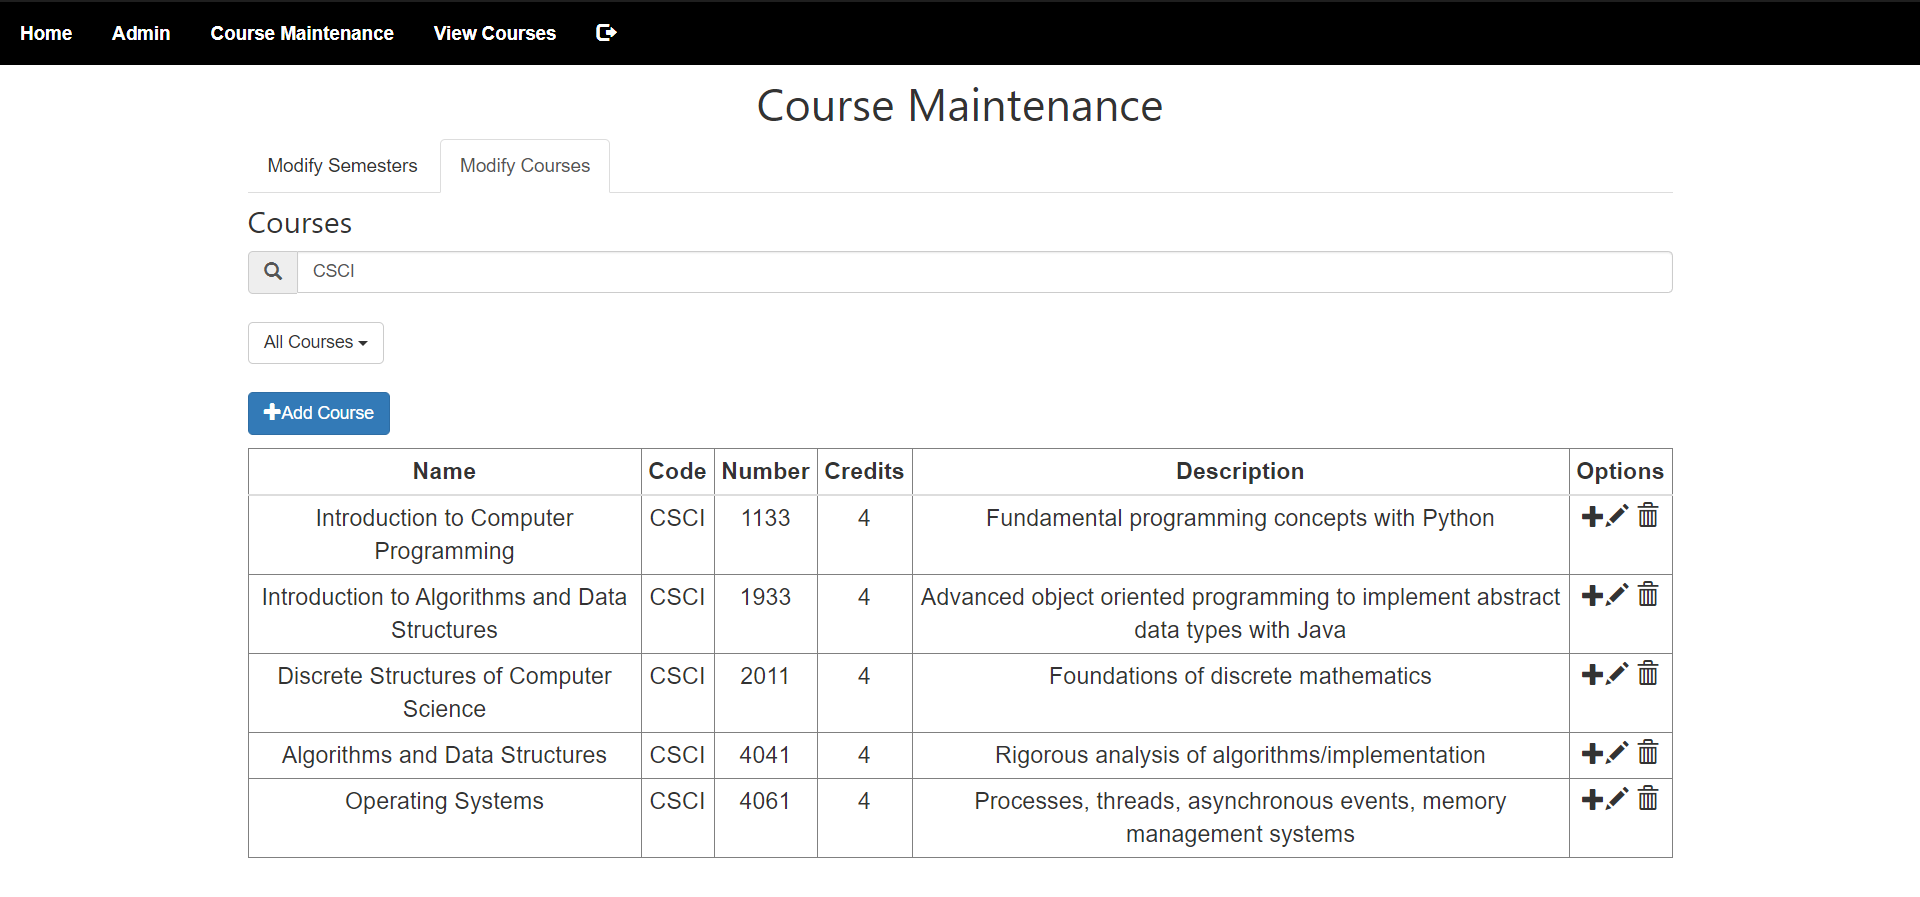 Home Admin Course Maintenance View Courses
Course Maintenance
Modify Semesters Modify Courses
Courses
CSCI
All Courses
Add Course
Name Code Number Credits Description Options
Introduction to Computer CSCI 1133 4 Fundamental programming concepts with Python
Programming
Introduction to Algorithms and Data CSCI 1933 4 Advanced object oriented programming to implement abstract
Structures data types with Java
Discrete Structures of Computer CSCI 2011 4 Foundations of discrete mathematics
Science
Algorithms and Data Structures CSCI 4041 4 Rigorous analysis of algorithms/implementation
Operating Systems CSCI 4061 4 Processes, threads, asynchronous events, memory
management systems